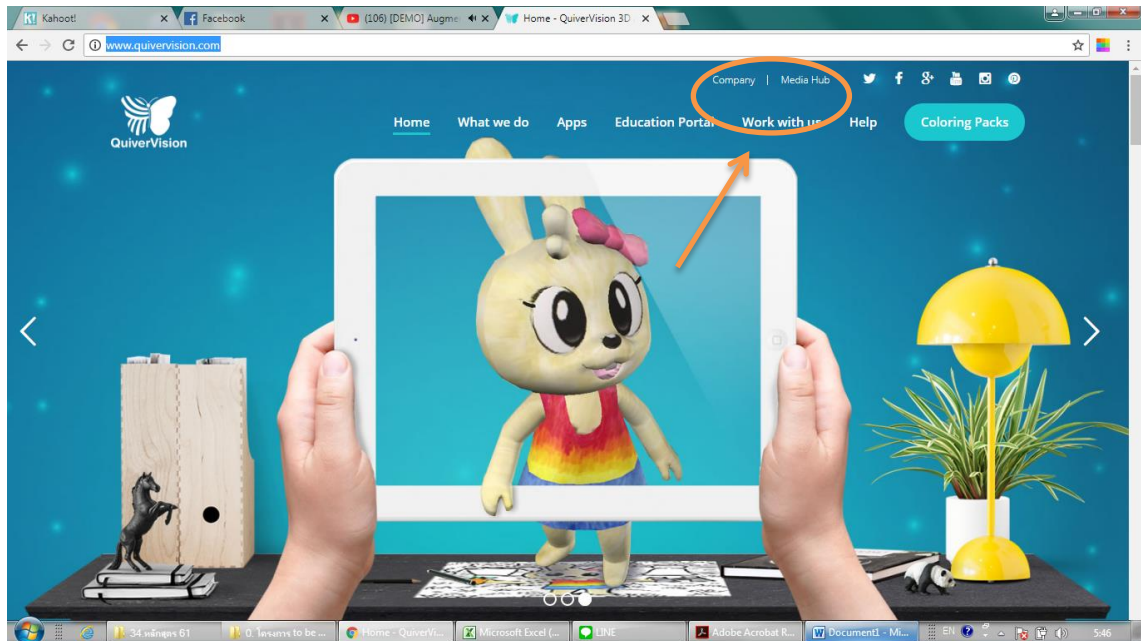 Kahoot!
Facebook
(106) [DEMO] Augme
Home - QuiverVision 3D
www.quivervision.com
Company | Media Hub
QuiverVision
Home What we do Apps Education Portal Work with us Help Coloring Packs
34.หลักสูตร 61
0. โครงการ to be ...
Home - QuiverVi...
Microsoft Excel (...
LINE
Adobe Acrobat R...
Document1 - Mi...
EN
5:46